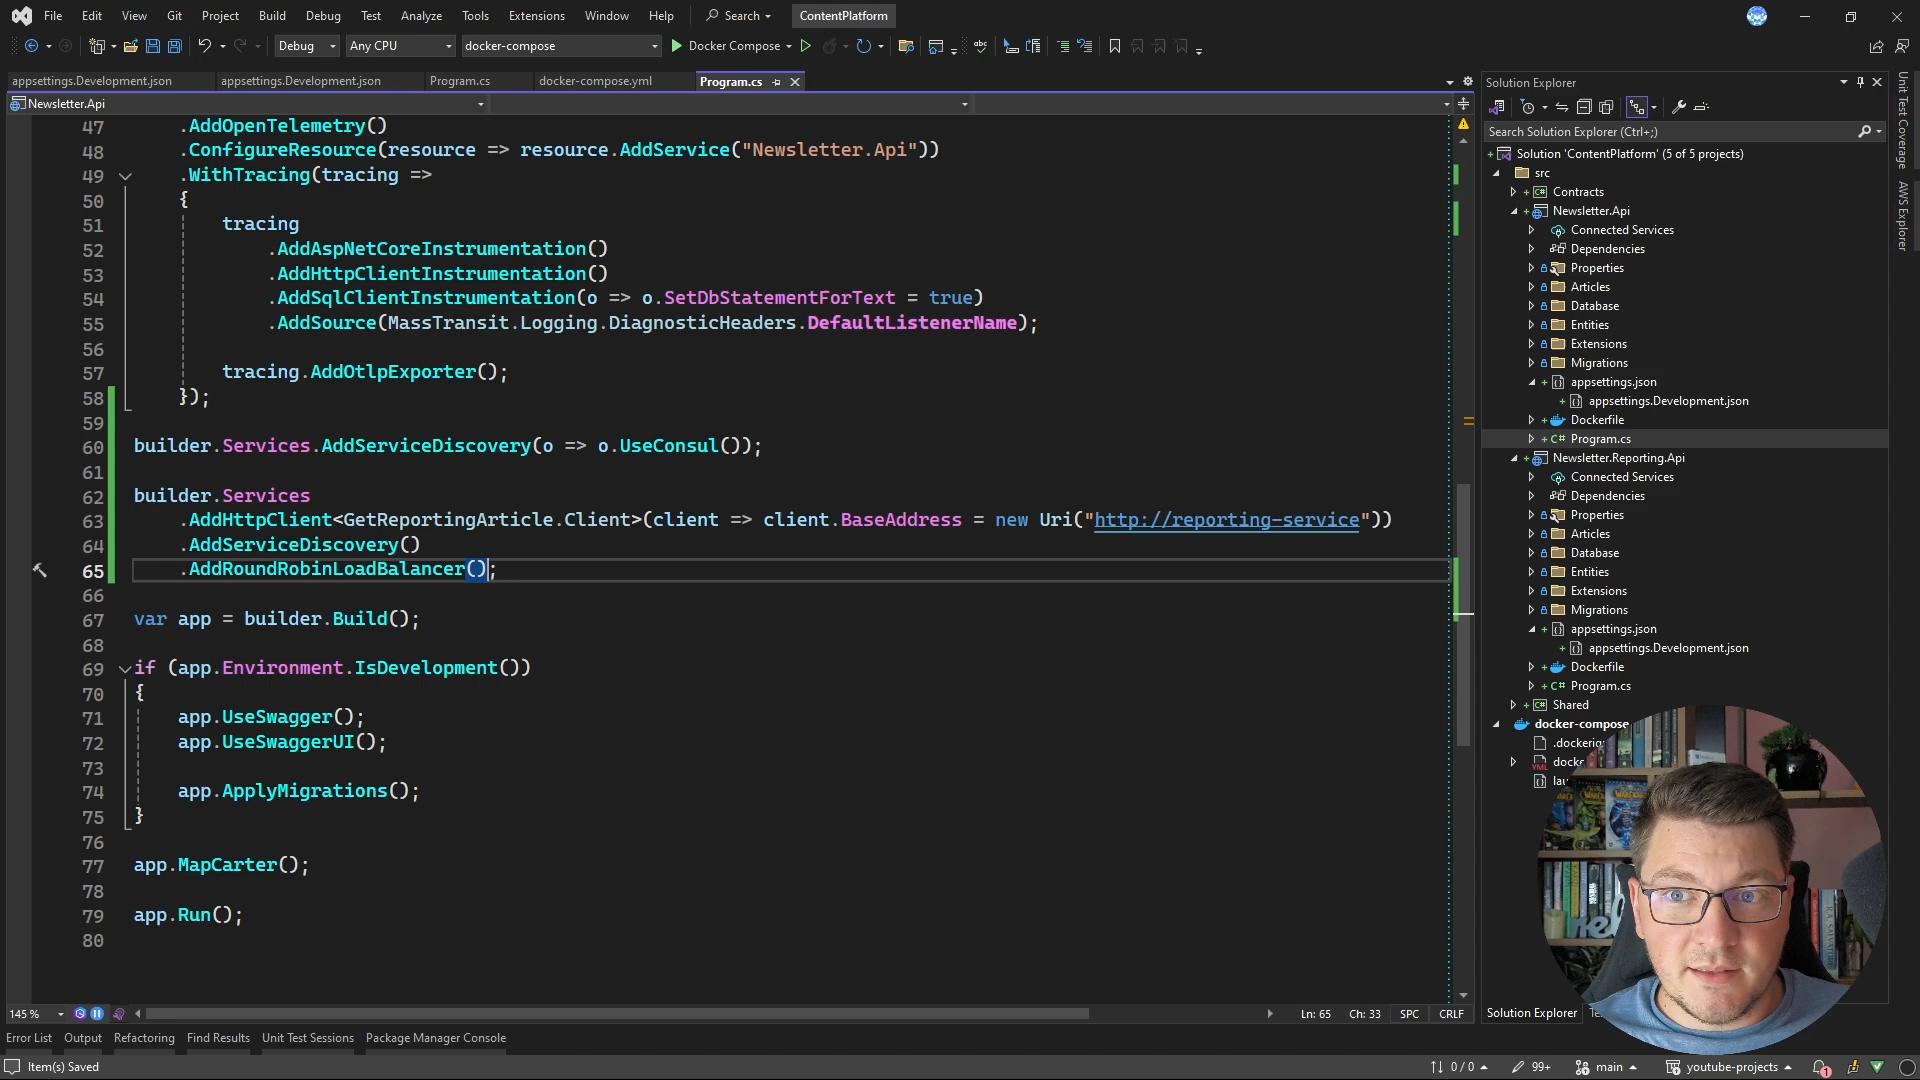 File Edit View Git Project Build Debug Test Analyze Tools Extensions Window Help Search ContentPlatform
Debug Any CPU docker-compose Docker Compose
appsettings.Development.json appsettings.Development.json Program.cs docker-compose.yml Program.cs
Newsletter.Api
47 .AddOpenTelemetry()
48 .ConfigureResource(resource => resource.AddService("Newsletter.Api"))
49 .WithTracing(tracing =>
50 {
51 tracing
52 .AddAspNetCoreInstrumentation()
53 .AddHttpClientInstrumentation()
54 .AddSqlClientInstrumentation(o => o.SetDbStatementForText = true)
55 .AddSource(MassTransit.Logging.DiagnosticHeaders.DefaultListenerName);
56
57 tracing.AddOtlpExporter();
58 });
59
60 builder.Services.AddServiceDiscovery(o => o.UseConsul());
61
62 builder.Services
63 .AddHttpClient<GetReportingArticle.Client>(client => client.BaseAddress = new Uri("http://reporting-service"))
64 .AddServiceDiscovery()
65 .AddRoundRobinLoadBalancer();
66
67 var app = builder.Build();
68
69 if (app.Environment.IsDevelopment())
70 {
71 app.UseSwagger();
72 app.UseSwaggerUI();
73
74 app.ApplyMigrations();
75 }
76
77 app.MapCarter();
78
79 app.Run();
80
145 % Ln: 65 Ch: 33 SPC CRLF
Error List Output Refactoring Find Results Unit Test Sessions Package Manager Console
Item(s) Saved 0 / 0 99+ main youtube-projects 1
Solution Explorer
Search Solution Explorer (Ctrl+;)
Solution 'ContentPlatform' (5 of 5 projects)
src
Contracts
Newsletter.Api
Connected Services
Dependencies
Properties
Articles
Database
Entities
Extensions
Migrations
appsettings.json
appsettings.Development.json
Dockerfile
Program.cs
Newsletter.Reporting.Api
Connected Services
Dependencies
Properties
Articles
Database
Entities
Extensions
Migrations
appsettings.json
appsettings.Development.json
Dockerfile
Program.cs
Shared
docker-compose
.dockerig
docke
lau
Solution Explorer
Unit Test Coverage
AWS Explorer